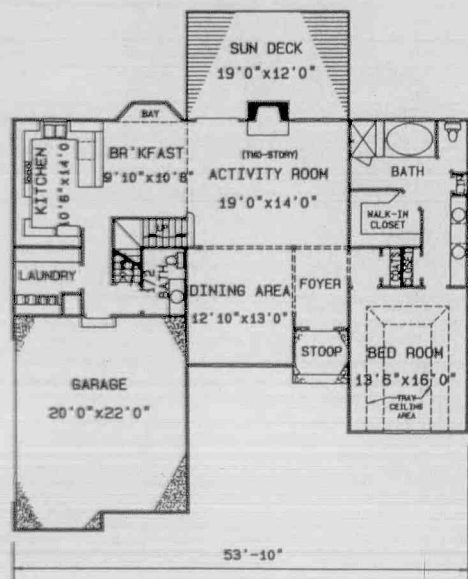 SUN DECK
19'0"x12'0"
BAY
KITCHEN
10'6"x14'0"
BR'KFAST
9'10"x10'6"
(TWO-STORY)
ACTIVITY ROOM
19'0"x14'0"
BATH
WALK-IN
CLOSET
LAUNDRY
UP
1/2
BATH
DINING AREA
12'10"x13'0"
FOYER
COATS
CLOSET
STOOP
BED ROOM
13'6"x16'0"
TRAY
CEILING
AREA
GARAGE
20'0"x22'0"
53'-10"